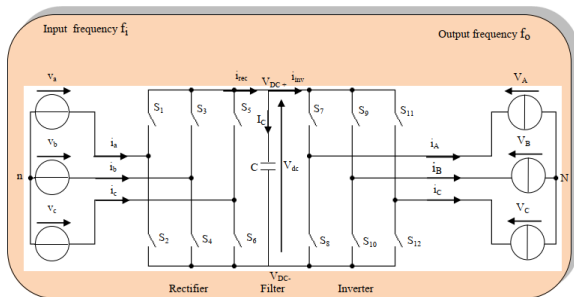 Input frequency fi
Output frequency fo
va
irec
VDC+
iinv
VA
S1
S3
S5
S7
S9
S11
IC
vb
ia
iA
VB
n
ib
C
Vdc
iB
N
vc
ic
iC
VC
S2
S4
S6
S8
S10
S12
VDC-
Rectifier
Filter
Inverter